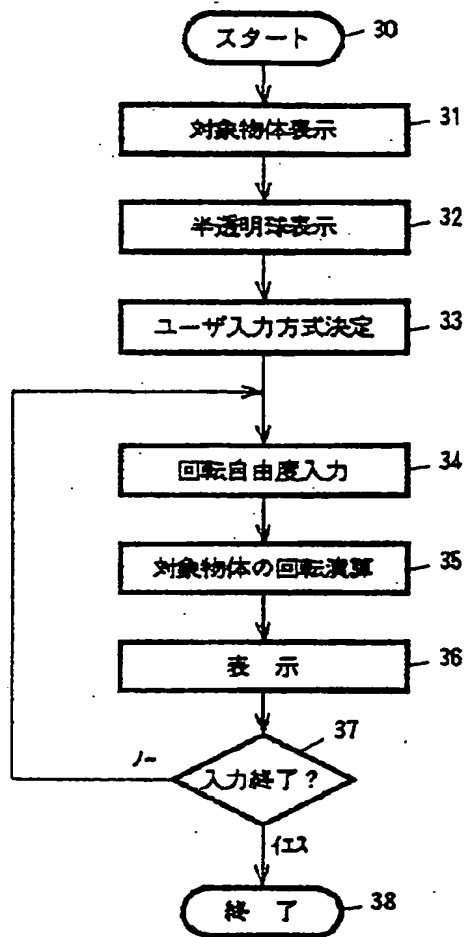 スタート 30
対象物体表示 31
半透明球表示 32
ユーザ入力方式決定 33
回転自由度入力 34
対象物体の回転演算 35
表 示 36
37
ノー 入力終了?
イエス
終 了 38